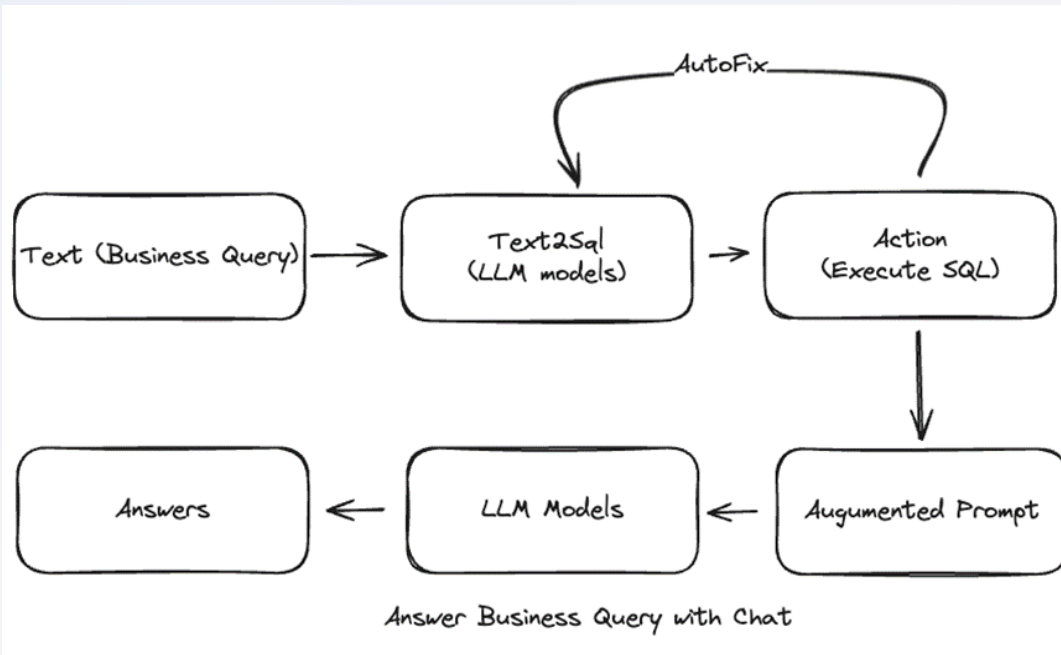 AutoFix
Text (Business Query)
Text2Sql
(LLM models)
Action
(Execute SQL)
Answers
LLM Models
Augumented Prompt
Answer Business Query with Chat